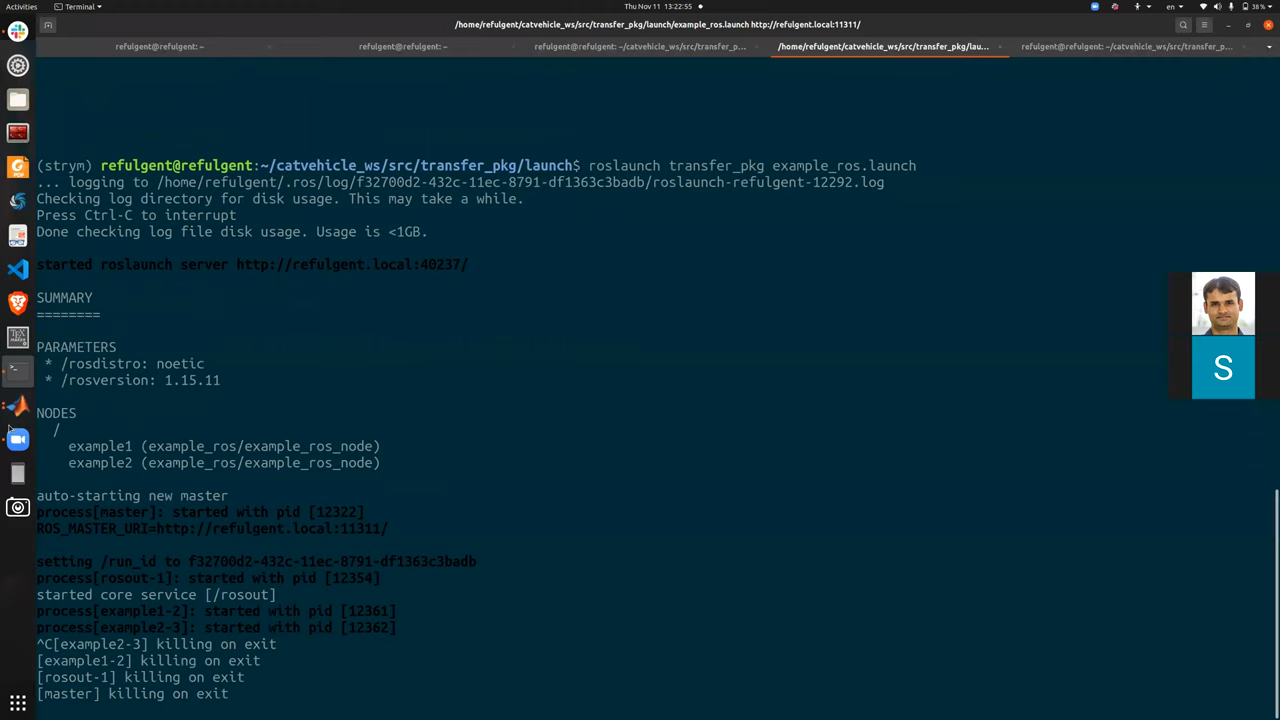 Activities
Terminal
Thu Nov 11 13:22:55
en
38%
/home/refulgent/catvehicle_ws/src/transfer_pkg/launch/example_ros.launch http://refulgent.local:11311/
refulgent@refulgent: ~
refulgent@refulgent: ~
refulgent@refulgent: ~/catvehicle_ws/src/transfer_p...
/home/refulgent/catvehicle_ws/src/transfer_pkg/lau...
refulgent@refulgent: ~/catvehicle_ws/src/transfer_p...
(strym) refulgent@refulgent:~/catvehicle_ws/src/transfer_pkg/launch$ roslaunch transfer_pkg example_ros.launch
... logging to /home/refulgent/.ros/log/f32700d2-432c-11ec-8791-df1363c3badb/roslaunch-refulgent-12292.log
Checking log directory for disk usage. This may take a while.
Press Ctrl-C to interrupt
Done checking log file disk usage. Usage is <1GB.
started roslaunch server http://refulgent.local:40237/
SUMMARY
========
PARAMETERS
* /rosdistro: noetic
* /rosversion: 1.15.11
NODES
/
example1 (example_ros/example_ros_node)
example2 (example_ros/example_ros_node)
auto-starting new master
process[master]: started with pid [12322]
ROS_MASTER_URI=http://refulgent.local:11311/
setting /run_id to f32700d2-432c-11ec-8791-df1363c3badb
process[rosout-1]: started with pid [12354]
started core service [/rosout]
process[example1-2]: started with pid [12361]
process[example2-3]: started with pid [12362]
^C[example2-3] killing on exit
[example1-2] killing on exit
[rosout-1] killing on exit
[master] killing on exit
S